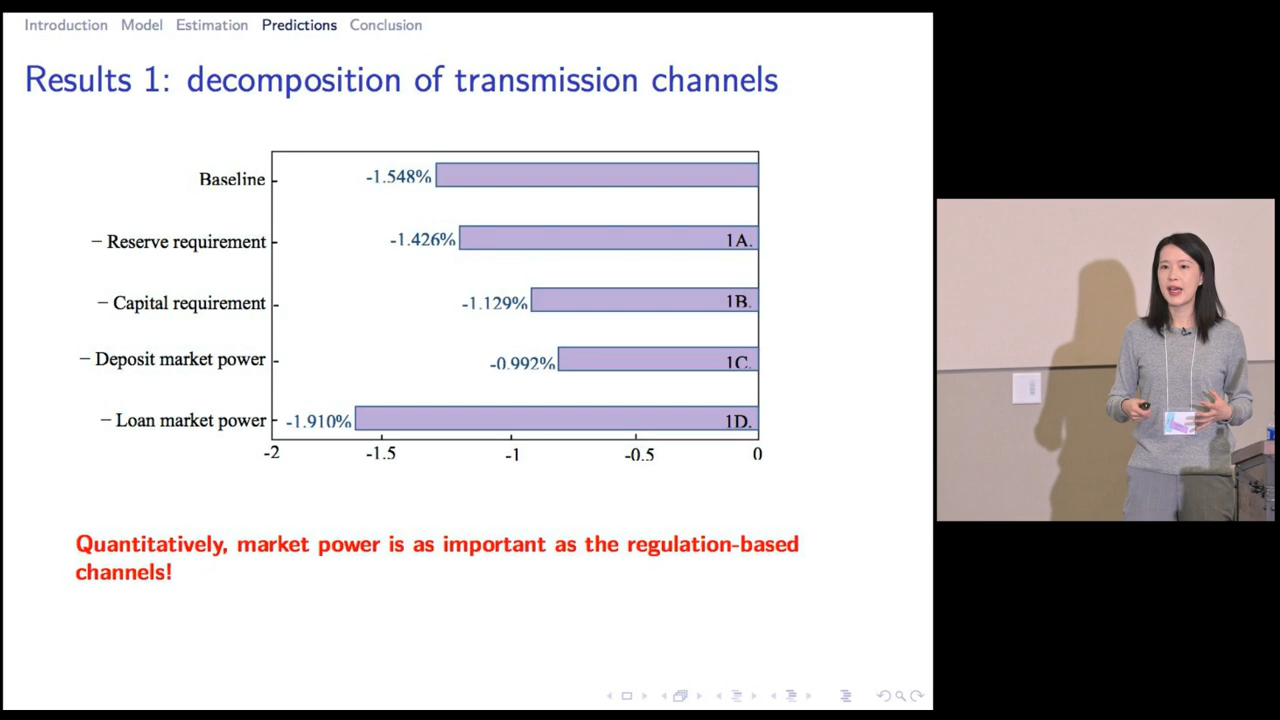 Introduction Model Estimation Predictions Conclusion
Results 1: decomposition of transmission channels
Baseline -1.548%
− Reserve requirement -1.426% 1A.
− Capital requirement -1.129% 1B.
− Deposit market power -0.992% 1C.
− Loan market power -1.910% 1D.
-2 -1.5 -1 -0.5 0
Quantitatively, market power is as important as the regulation-based
channels!